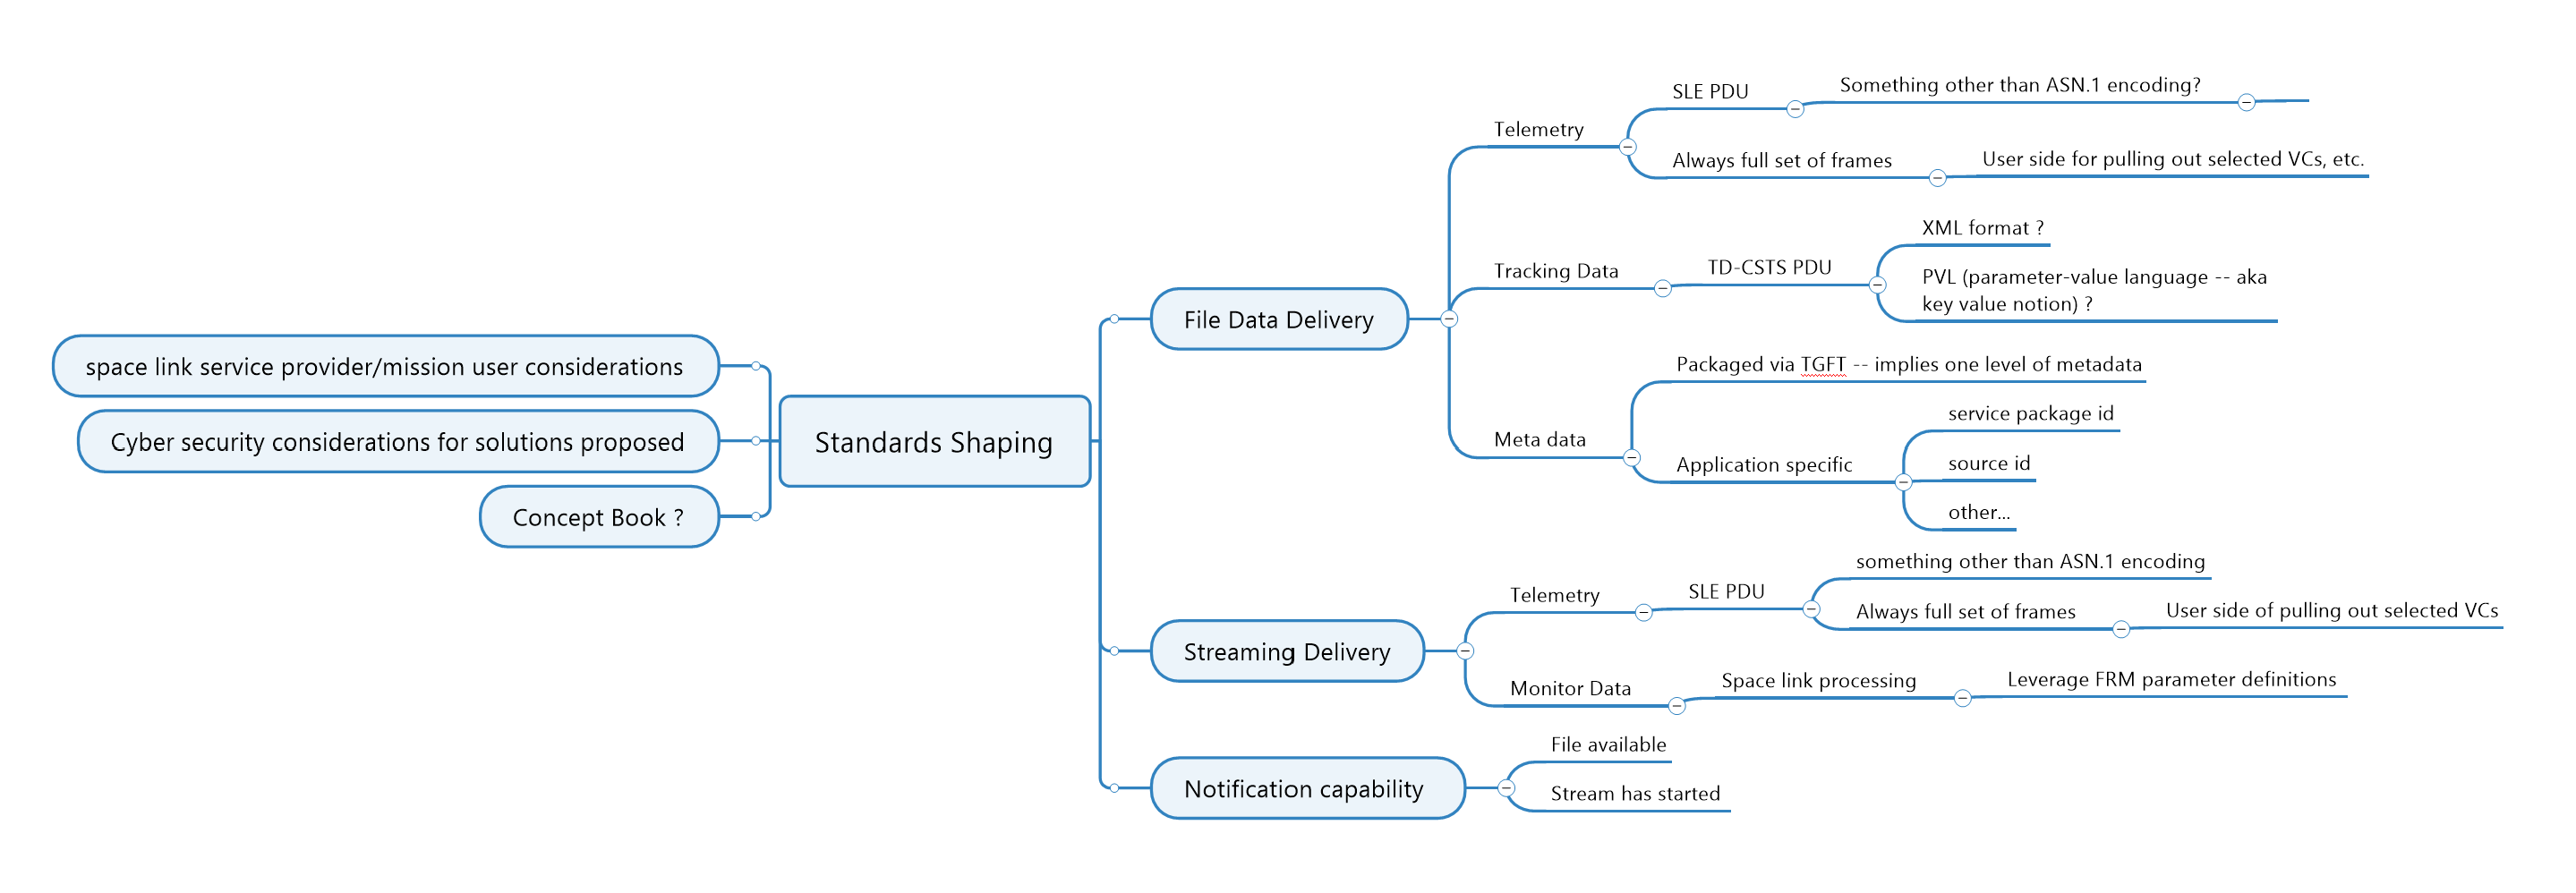 space link service provider/mission user considerations
Cyber security considerations for solutions proposed
Concept Book ?
Standards Shaping
File Data Delivery
Telemetry
SLE PDU
Something other than ASN.1 encoding?
Always full set of frames
User side for pulling out selected VCs, etc.
Tracking Data
TD-CSTS PDU
XML format ?
PVL (parameter-value language -- aka
key value notion) ?
Meta data
Packaged via TGFT -- implies one level of metadata
Application specific
service package id
source id
other...
Streaming Delivery
Telemetry
SLE PDU
something other than ASN.1 encoding
Always full set of frames
User side of pulling out selected VCs
Monitor Data
Space link processing
Leverage FRM parameter definitions
Notification capability
File available
Stream has started